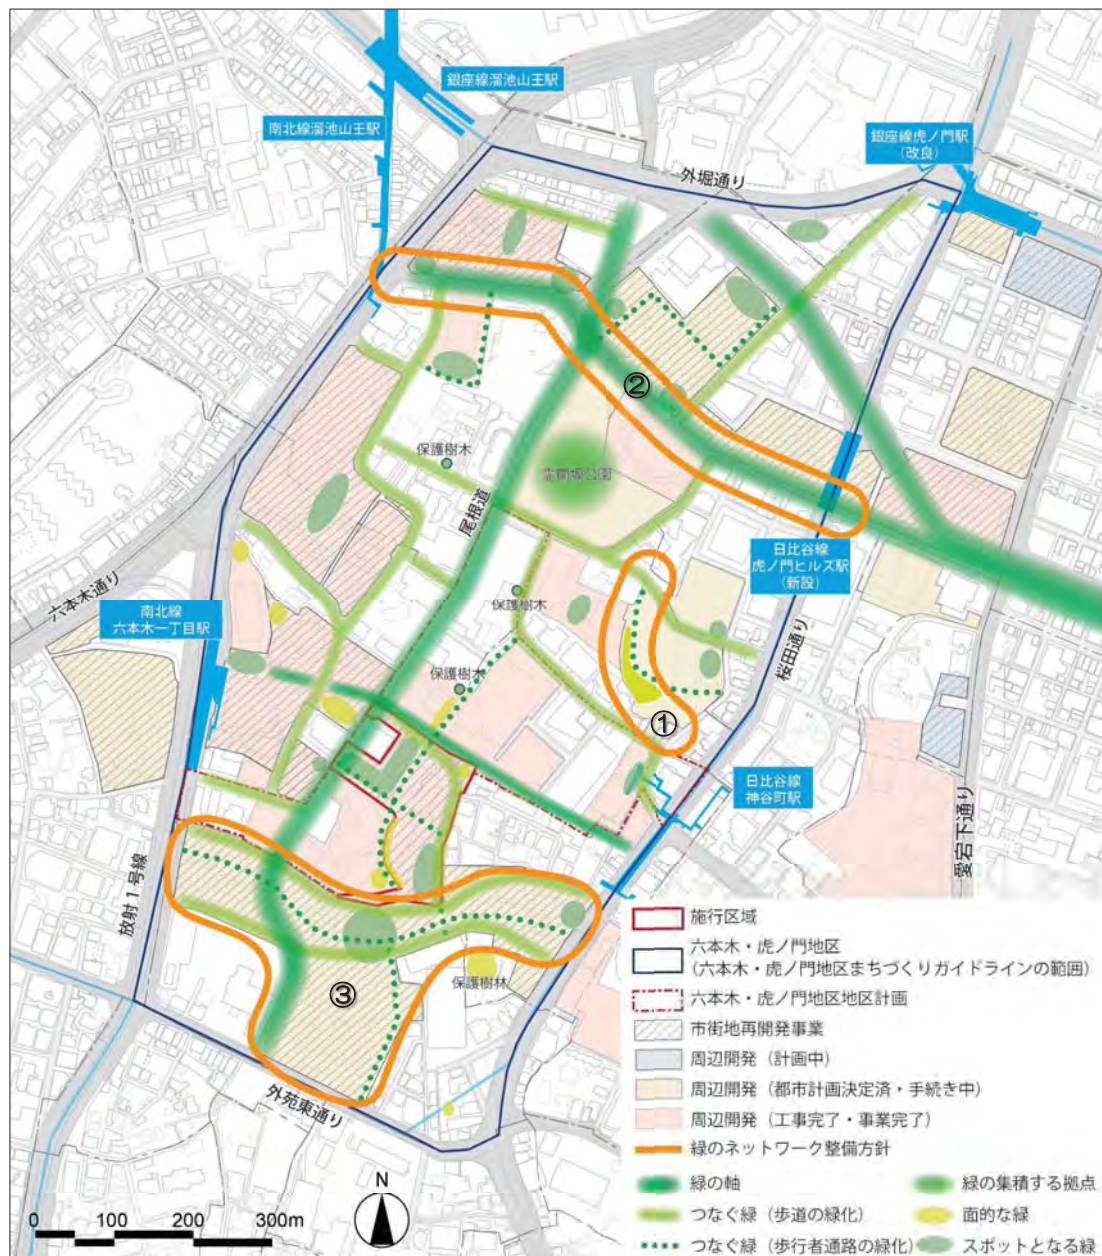 銀座線溜池山王駅
南北線溜池山王駅
銀座線虎ノ門駅
(改良)
外堀通り
②
保護樹木
霊南坂公園
尾根道
日比谷線
虎ノ門ヒルズ駅
(新設)
六本木通り
南北線
六本木一丁目駅
保護樹木
桜田通り
保護樹木
①
日比谷線
神谷町駅
愛宕下通り
放射1号線
保護樹林
③
外苑東通り
施行区域
六本木・虎ノ門地区
(六本木・虎ノ門地区まちづくりガイドラインの範囲)
六本木・虎ノ門地区地区計画
市街地再開発事業
周辺開発(計画中)
周辺開発(都市計画決定済・手続き中)
周辺開発(工事完了・事業完了)
緑のネットワーク整備方針
緑の軸
緑の集積する拠点
つなぐ緑(歩道の緑化)
面的な緑
つなぐ緑(歩行者通路の緑化)
スポットとなる緑
N
0 100 200 300m